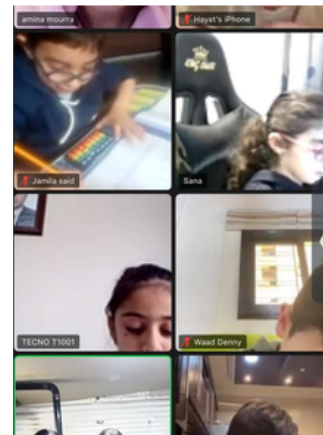 amina mourra
Hayat's iPhone
Jamila said
Sana
TECNO T1001
Waad Denny